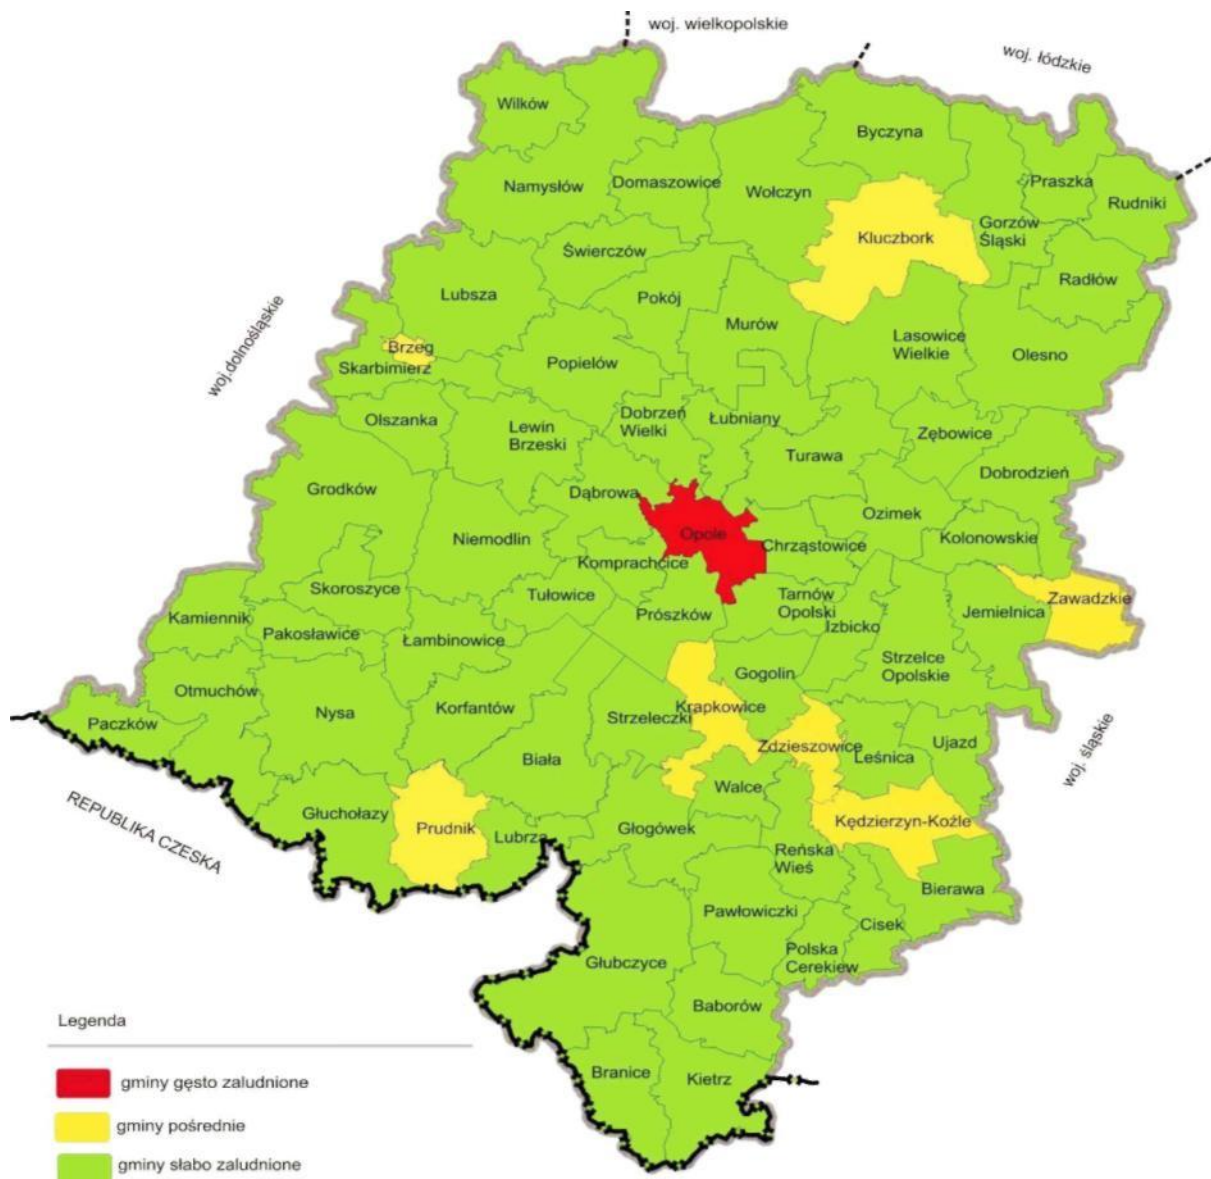 woj. wielkopolskie
woj. łódzkie
Wilków
Byczyna
Namysłów
Domaszowice
Wołczyn
Praszka
Rudniki
Kluczbork
Gorzów
Śląski
Świerczów
Radłów
Lubsza
Pokój
Murów
Lasowice
Wielkie
Olesno
woj.dolnośląskie
Brzeg
Skarbimierz
Popielów
Olszanka
Lewin
Brzeski
Dobrzeń
Wielki
Łubniany
Zębowice
Turawa
Dobrodzień
Grodków
Dąbrowa
Ozimek
Niemodlin
Opole
Chrząstowice
Kolonowskie
Komprachcice
Skoroszyce
Tułowice
Tarnów
Opolski
Zawadzkie
Kamiennik
Pakosławice
Łambinowice
Prószków
Izbicko
Jemielnica
Strzelce
Opolskie
Otmuchów
Gogolin
Paczków
Nysa
Korfantów
Strzeleczki
Krapkowice
Zdzieszowice
Ujazd
Leśnica
woj. śląskie
Biała
Walce
REPUBLIKA CZESKA
Głuchołazy
Prudnik
Lubrza
Głogówek
Kędzierzyn-Koźle
Reńska
Wieś
Bierawa
Pawłowiczki
Cisek
Polska
Cerekiew
Głubczyce
Baborów
Branice
Kietrz
Legenda
gminy gęsto zaludnione
gminy pośrednie
gminy słabo zaludnione